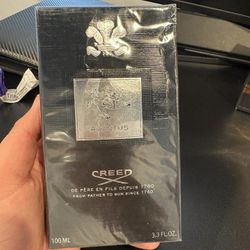 AVENTUS
CREED
DE PÈRE EN FILS DEPUIS 1760
FROM FATHER TO SON SINCE 1760
100 ML
3.3 FL.OZ.